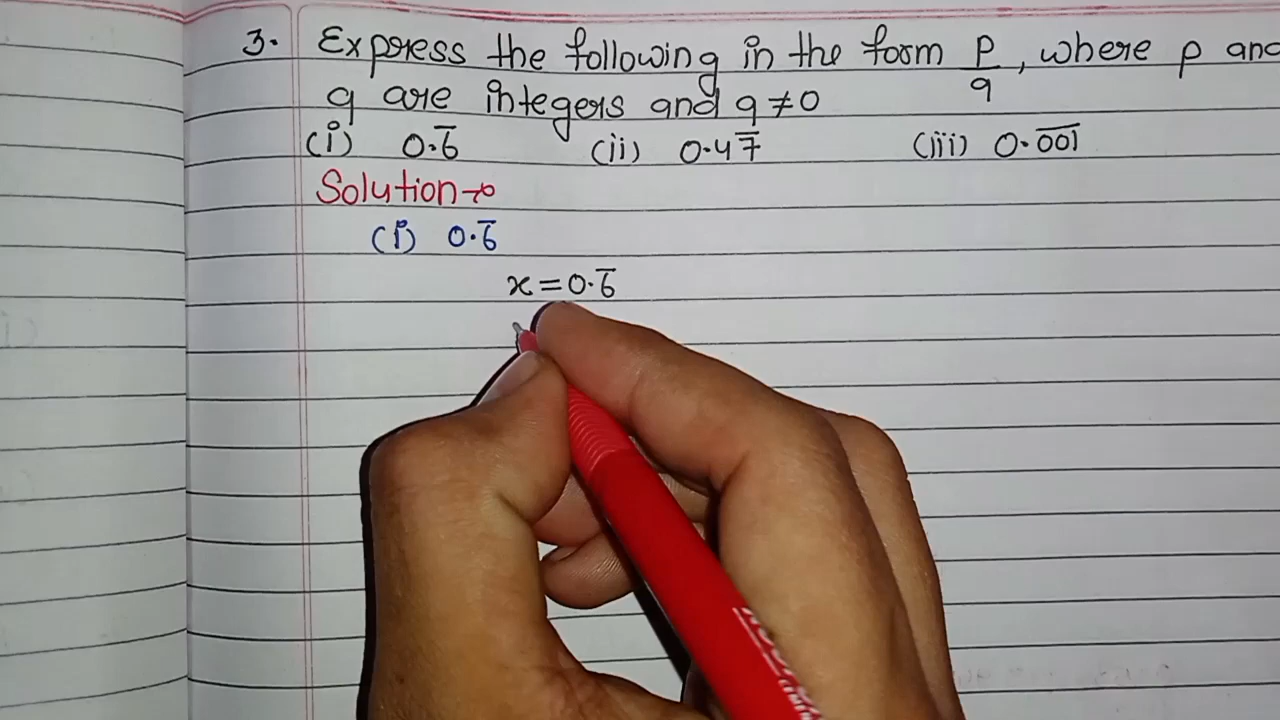 3. Express the following in the form p/q, where p and
q are integers and q ≠ 0
(i) 0.6̅ (ii) 0.47̅ (iii) 0.0̅0̅1̅
Solution→
(i) 0.6̅
x = 0.6̅